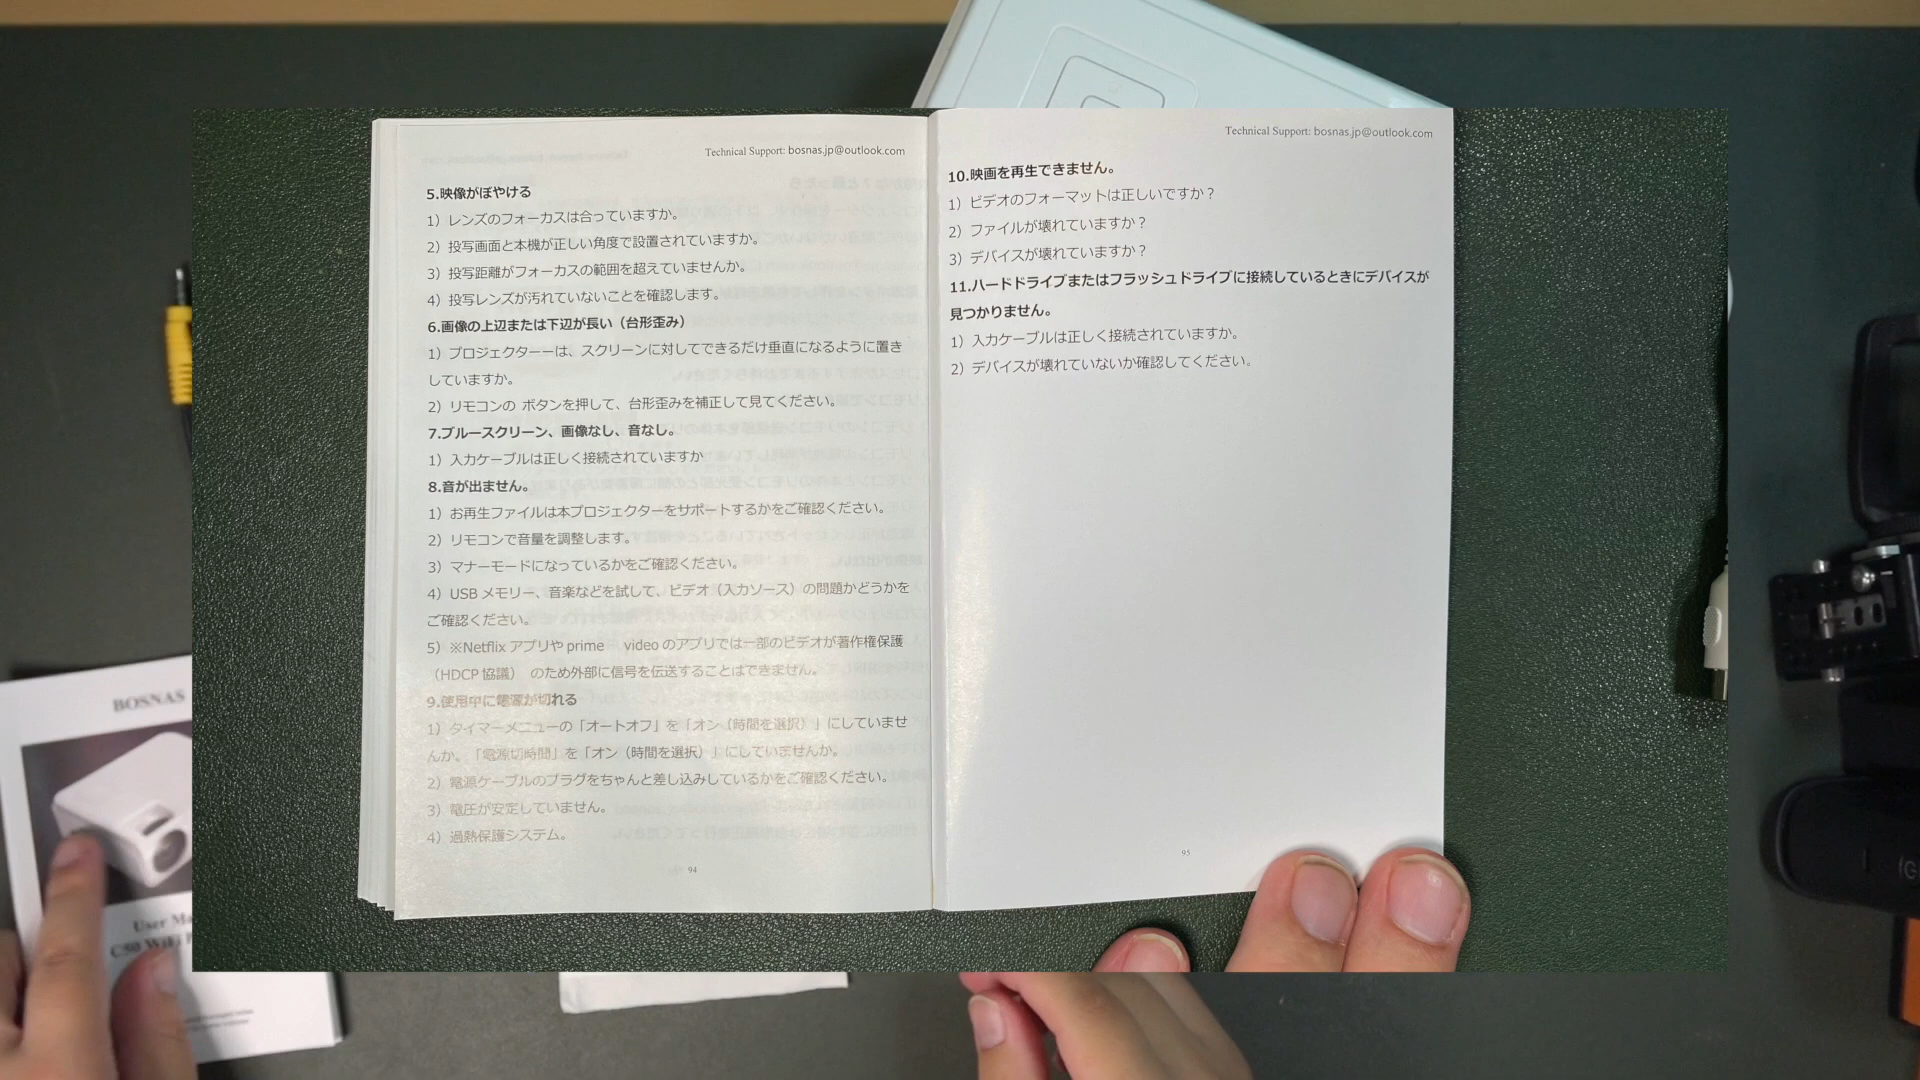 Technical Support: bosnas.jp@outlook.com
5.映像がぼやける
1）レンズのフォーカスは合っていますか。
2）投写画面と本機が正しい角度で設置されていますか。
3）投写距離がフォーカスの範囲を超えていませんか。
4）投写レンズが汚れていないことを確認します。
6.画像の上辺または下辺が長い（台形歪み）
1）プロジェクターーは、スクリーンに対してできるだけ垂直になるように置き
していますか。
2）リモコンの ボタンを押して、台形歪みを補正して見てください。
7.ブルースクリーン、画像なし、音なし。
1）入力ケーブルは正しく接続されていますか
8.音が出ません。
1）お再生ファイルは本プロジェクターをサポートするかをご確認ください。
2）リモコンで音量を調整します。
3）マナーモードになっているかをご確認ください。
4）USB メモリー、音楽などを試して、ビデオ（入力ソース）の問題かどうかを
ご確認ください。
5）※Netflix アプリや prime video のアプリでは一部のビデオが著作権保護
（HDCP 協議） のため外部に信号を伝送することはできません。
9.使用中に電源が切れる
1）タイマーメニューの「オートオフ」を「オン（時間を選択）」にしていませ
んか。「電源切時間」を「オン（時間を選択）」にしていませんか。
2）電源ケーブルのプラグをちゃんと差し込みしているかをご確認ください。
3）電圧が安定していません。
4）過熱保護システム。
94
Technical Support: bosnas.jp@outlook.com
10.映画を再生できません。
1）ビデオのフォーマットは正しいですか？
2）ファイルが壊れていますか？
3）デバイスが壊れていますか？
11.ハードドライブまたはフラッシュドライブに接続しているときにデバイスが
見つかりません。
1）入力ケーブルは正しく接続されていますか。
2）デバイスが壊れていないか確認してください。
95
BOSNAS
User Ma
C50 WiFi